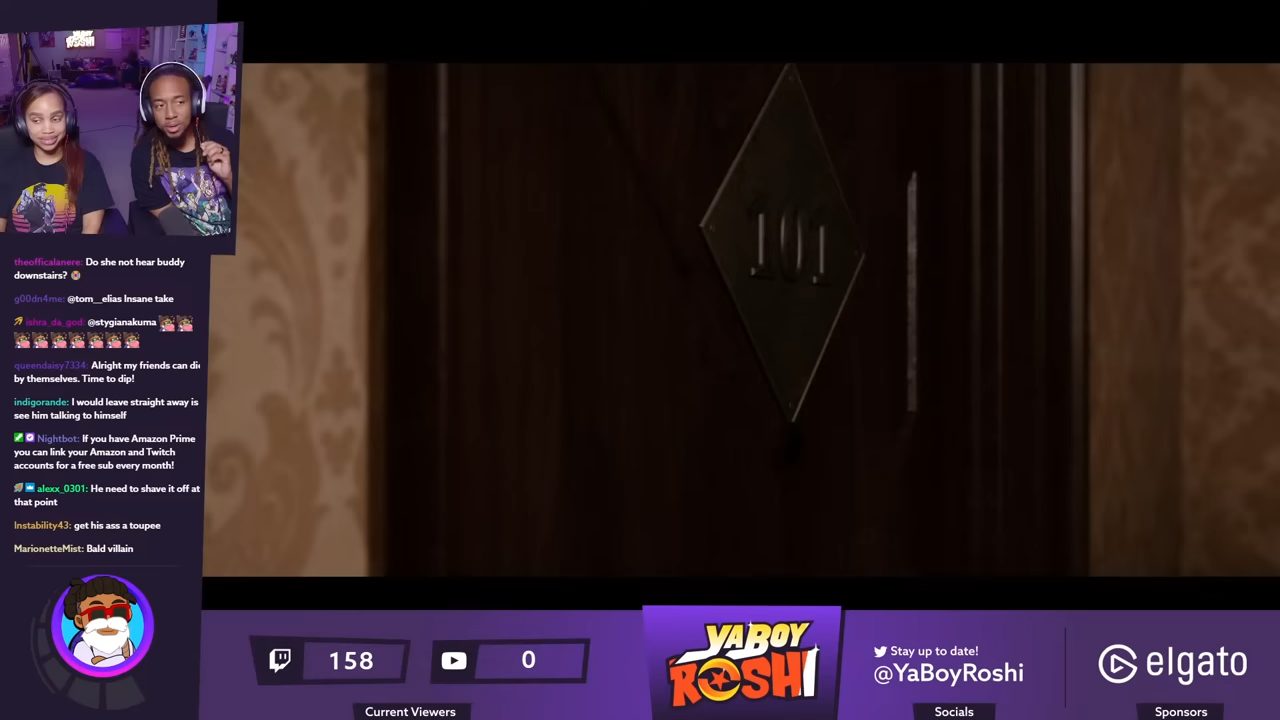 YABOY
ROSHI
101
theofficalanere: Do she not hear buddy
downstairs?
g00dn4me: @tom__elias Insane take
ishra_da_god: @stygianakuma
queendaisy7334: Alright my friends can die
by themselves. Time to dip!
indigorande: I would leave straight away is
see him talking to himself
Nightbot: If you have Amazon Prime
you can link your Amazon and Twitch
accounts for a free sub every month!
alexx_0301: He need to shave it off at
that point
Instability43: get his ass a toupee
MarionetteMist: Bald villain
158
0
Current Viewers
YABOY
ROSHI
Stay up to date!
@YaBoyRoshi
Socials
elgato
Sponsors